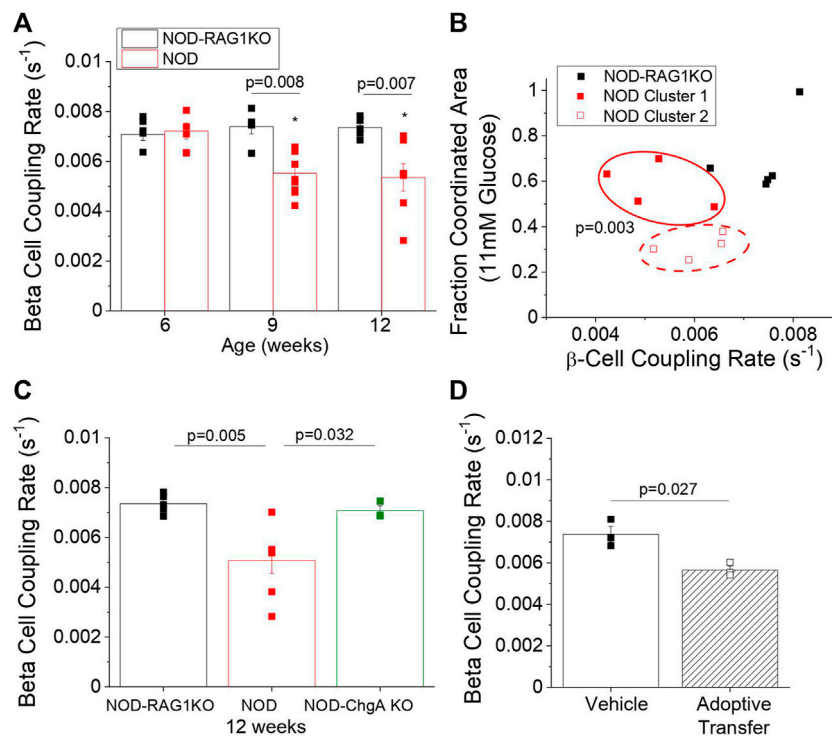 A
NOD-RAG1KO
NOD
Beta Cell Coupling Rate (s-1)
0.01
0.008
0.006
0.004
0.002
0
p=0.008
p=0.007
*
*
6
9
12
Age (weeks)
B
NOD-RAG1KO
NOD Cluster 1
NOD Cluster 2
Fraction Coordinated Area
(11mM Glucose)
1
0.8
0.6
0.4
0.2
0
p=0.003
0.004
0.006
0.008
β-Cell Coupling Rate (s-1)
C
Beta Cell Coupling Rate (s-1)
0.01
0.008
0.006
0.004
0.002
0
p=0.005
p=0.032
NOD-RAG1KO
NOD
NOD-ChgA KO
12 weeks
D
Beta Cell Coupling Rate (s-1)
0.012
0.01
0.008
0.006
0.004
0.002
0
p=0.027
Vehicle
Adoptive
Transfer